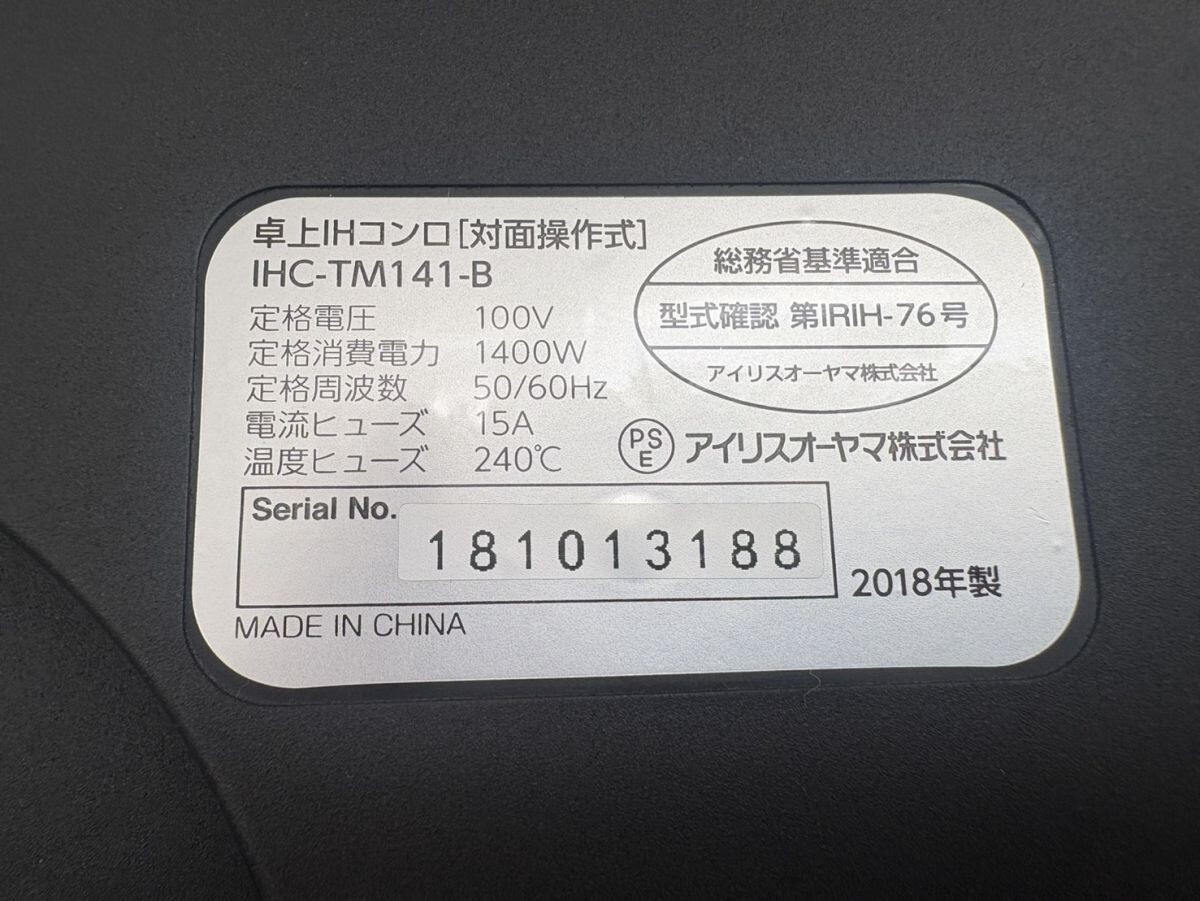 卓上IHコンロ[対面操作式]
IHC-TM141-B
定格電圧 100V
定格消費電力 1400W
定格周波数 50/60Hz
電流ヒューズ 15A
温度ヒューズ 240℃
総務省基準適合
型式確認 第IRIH-76号
アイリスオーヤマ株式会社
PSE アイリスオーヤマ株式会社
Serial No. 181013188
2018年製
MADE IN CHINA